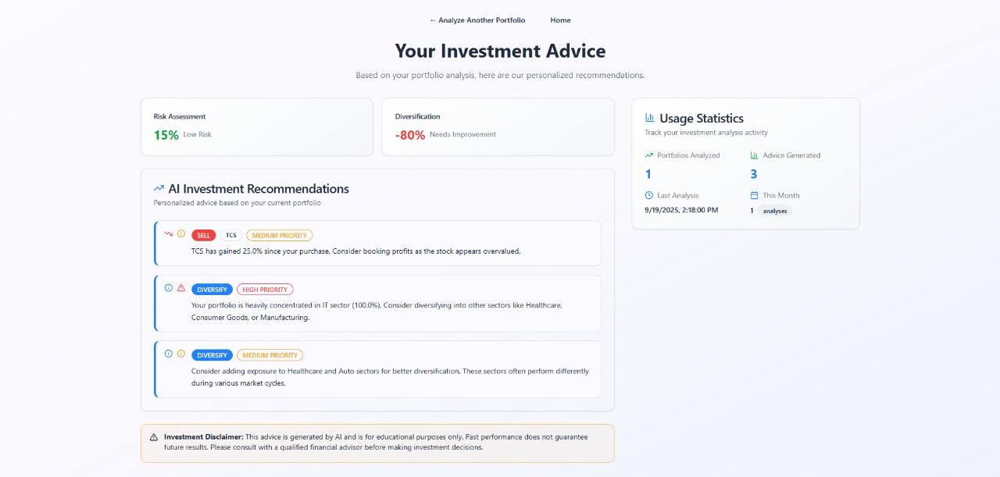 ← Analyze Another Portfolio
Home
Your Investment Advice
Based on your portfolio analysis, here are our personalized recommendations.
Risk Assessment
15% Low Risk
Diversification
-80% Needs Improvement
AI Investment Recommendations
Personalized advice based on your current portfolio
SELL TCS MEDIUM PRIORITY
TCS has gained 25.0% since your purchase. Consider booking profits as the stock appears overvalued.
DIVERSIFY HIGH PRIORITY
Your portfolio is heavily concentrated in IT sector (100.0%). Consider diversifying into other sectors like Healthcare,
Consumer Goods, or Manufacturing.
DIVERSIFY MEDIUM PRIORITY
Consider adding exposure to Healthcare and Auto sectors for better diversification. These sectors often perform differently
during various market cycles.
Investment Disclaimer: This advice is generated by AI and is for educational purposes only. Past performance does not guarantee
future results. Please consult with a qualified financial advisor before making investment decisions.
Usage Statistics
Track your investment analysis activity
Portfolios Analyzed
1
Advice Generated
3
Last Analysis
9/19/2025, 2:18:00 PM
This Month
1 analyses